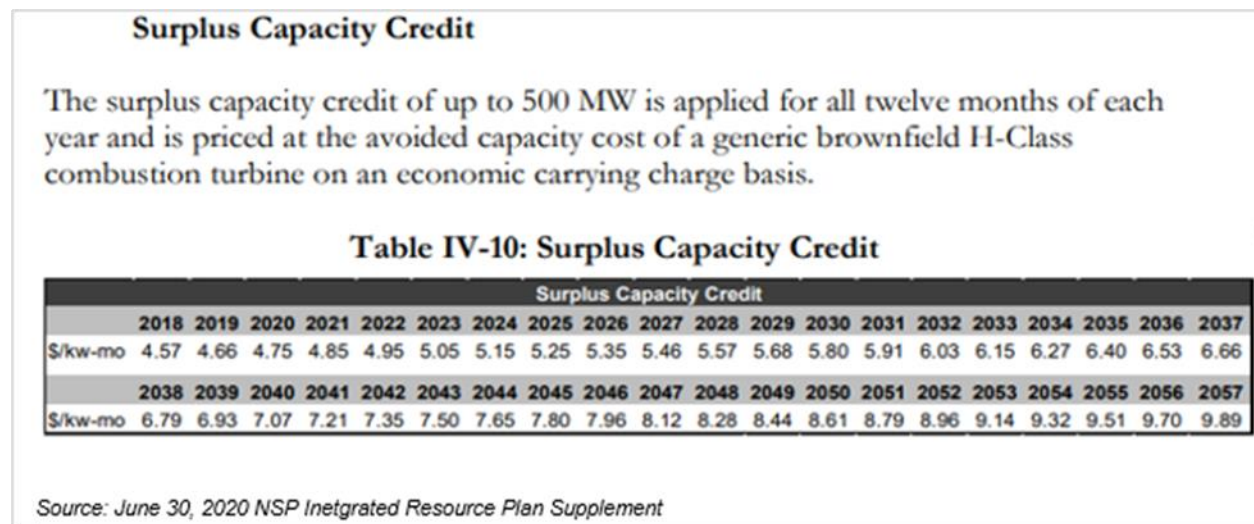 Surplus Capacity Credit
The surplus capacity credit of up to 500 MW is applied for all twelve months of each
year and is priced at the avoided capacity cost of a generic brownfield H-Class
combustion turbine on an economic carrying charge basis.
Table IV-10: Surplus Capacity Credit
Surplus Capacity Credit
2018 2019 2020 2021 2022 2023 2024 2025 2026 2027 2028 2029 2030 2031 2032 2033 2034 2035 2036 2037
$/kw-mo 4.57 4.66 4.75 4.85 4.95 5.05 5.15 5.25 5.35 5.46 5.57 5.68 5.80 5.91 6.03 6.15 6.27 6.40 6.53 6.66
2038 2039 2040 2041 2042 2043 2044 2045 2046 2047 2048 2049 2050 2051 2052 2053 2054 2055 2056 2057
$/kw-mo 6.79 6.93 7.07 7.21 7.35 7.50 7.65 7.80 7.96 8.12 8.28 8.44 8.61 8.79 8.96 9.14 9.32 9.51 9.70 9.89
Source: June 30, 2020 NSP Inetgrated Resource Plan Supplement